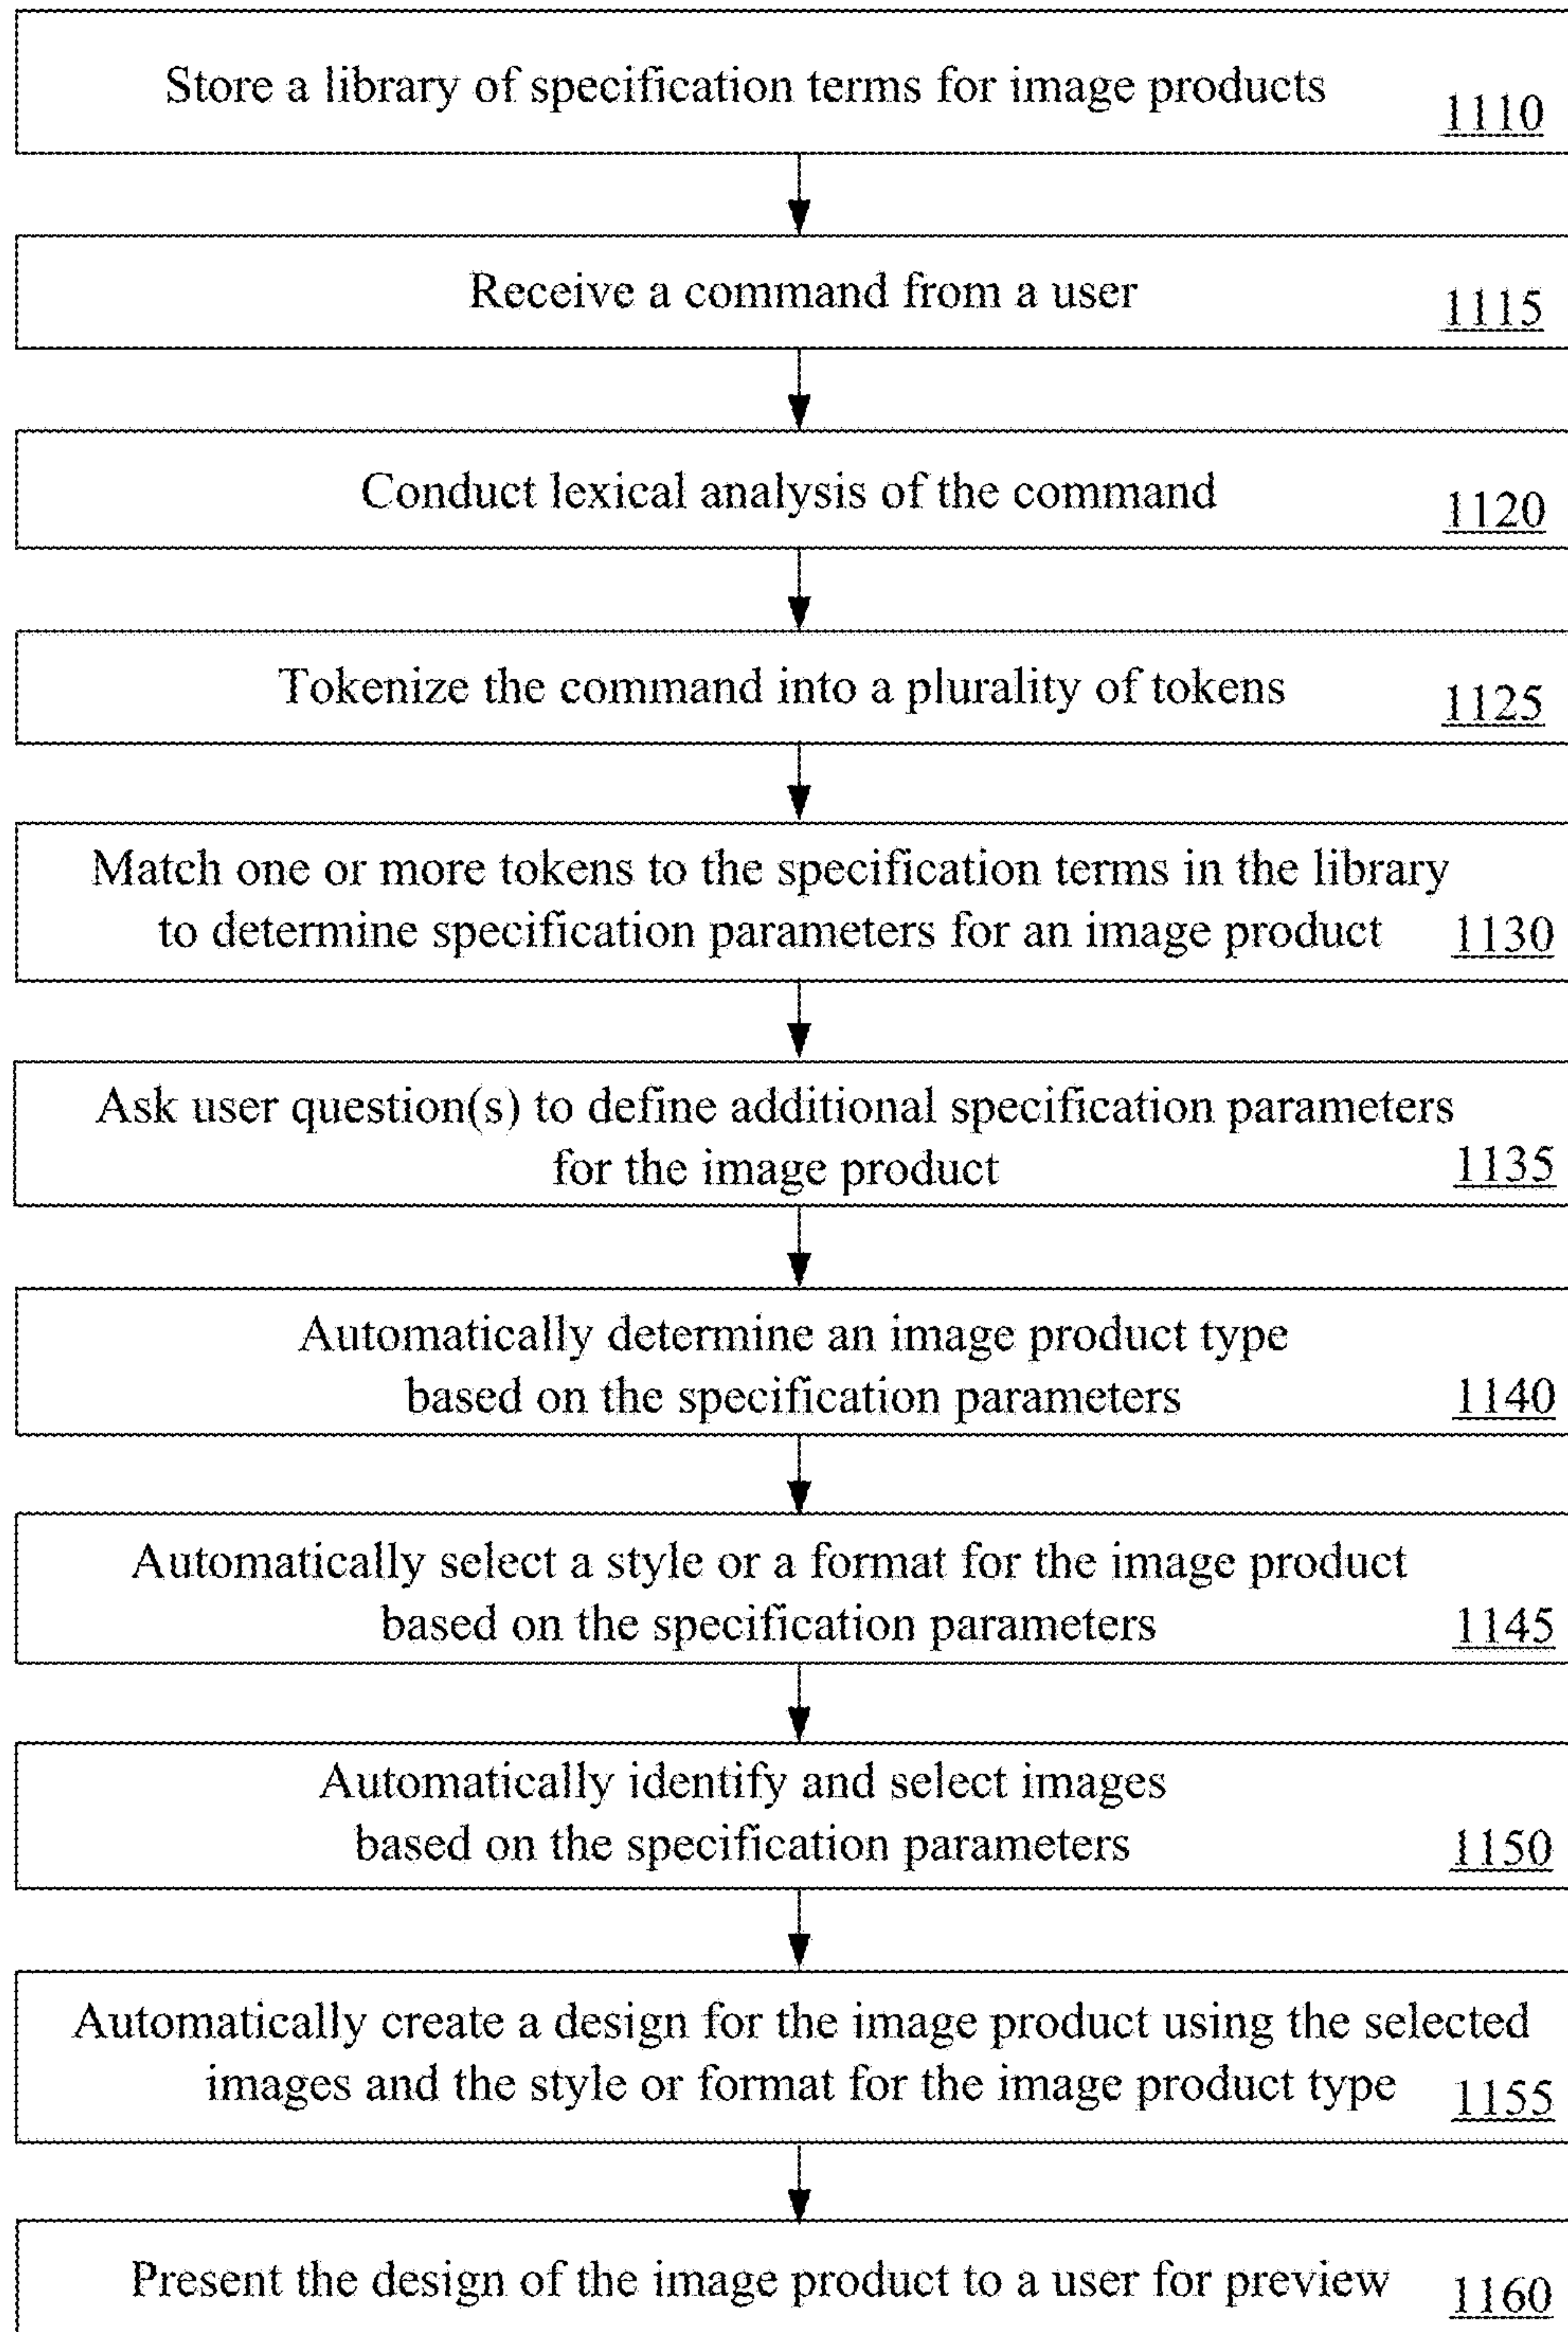 Store a library of specification terms for image products
1110
Receive a command from a user
1115
Conduct lexical analysis of the command
1120
Tokenize the command into a plurality of tokens
1125
Match one or more tokens to the specification terms in the library
to determine specification parameters for an image product 1130
Ask user question(s) to define additional specification parameters
for the image product 1135
Automatically determine an image product type
based on the specification parameters 1140
Automatically select a style or a format for the image product
based on the specification parameters 1145
Automatically identify and select images
based on the specification parameters 1150
Automatically create a design for the image product using the selected
images and the style or format for the image product type 1155
Present the design of the image product to a user for preview 1160